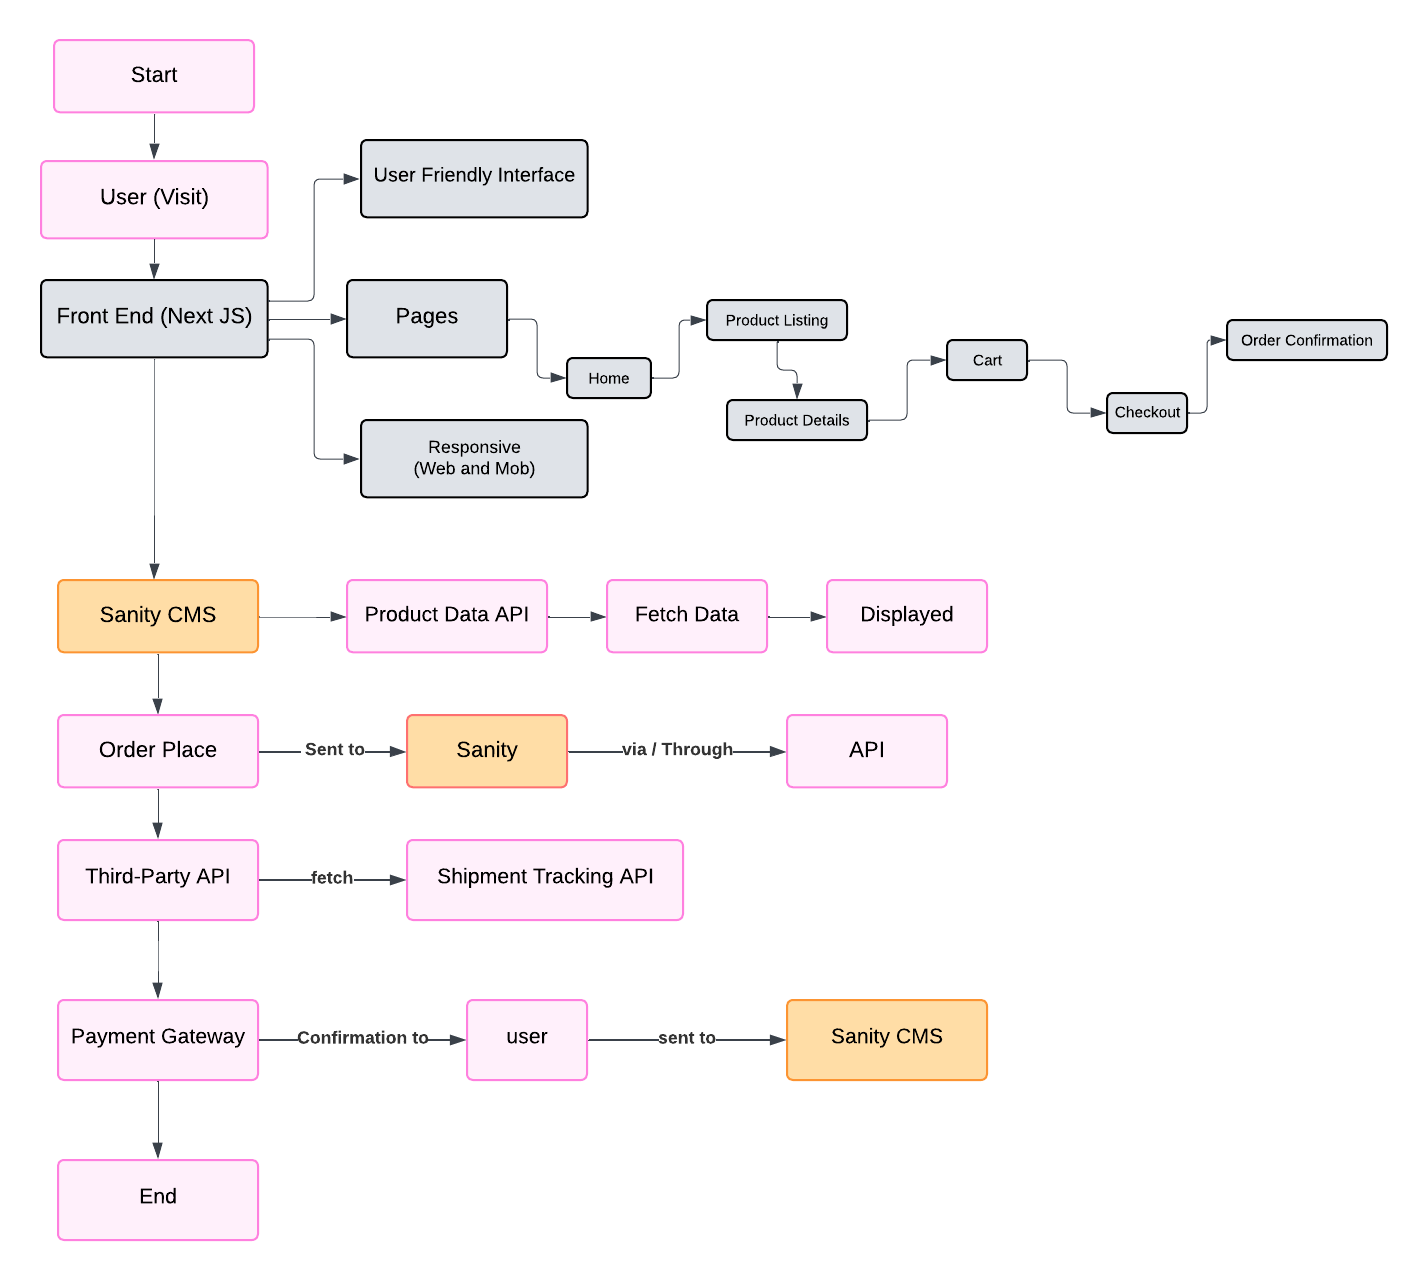 Start
User (Visit)
User Friendly Interface
Front End (Next JS)
Pages
Home
Product Listing
Product Details
Cart
Checkout
Order Confirmation
Responsive
(Web and Mob)
Sanity CMS
Product Data API
Fetch Data
Displayed
Order Place
Sent to
Sanity
via / Through
API
Third-Party API
fetch
Shipment Tracking API
Payment Gateway
Confirmation to
user
sent to
Sanity CMS
End